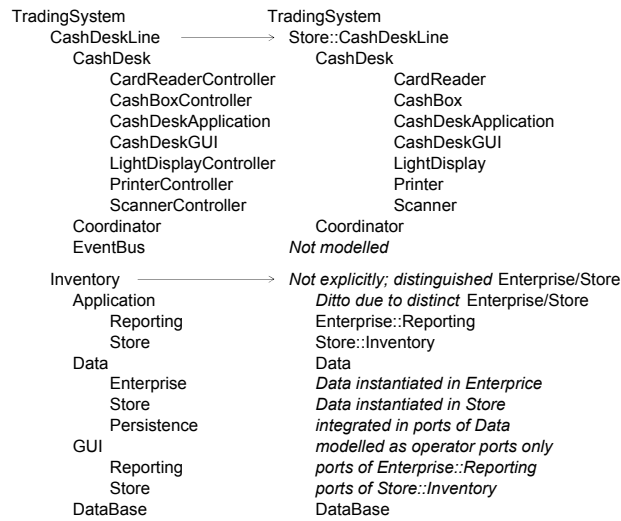 TradingSystem TradingSystem
CashDeskLine Store::CashDeskLine
CashDesk CashDesk
CardReaderController CardReader
CashBoxController CashBox
CashDeskApplication CashDeskApplication
CashDeskGUI CashDeskGUI
LightDisplayController LightDisplay
PrinterController Printer
ScannerController Scanner
Coordinator Coordinator
EventBus Not modelled
Inventory Not explicitly; distinguished Enterprise/Store
Application Ditto due to distinct Enterprise/Store
Reporting Enterprise::Reporting
Store Store::Inventory
Data Data
Enterprise Data instantiated in Enterprice
Store Data instantiated in Store
Persistence integrated in ports of Data
GUI modelled as operator ports only
Reporting ports of Enterprise::Reporting
Store ports of Store::Inventory
DataBase DataBase